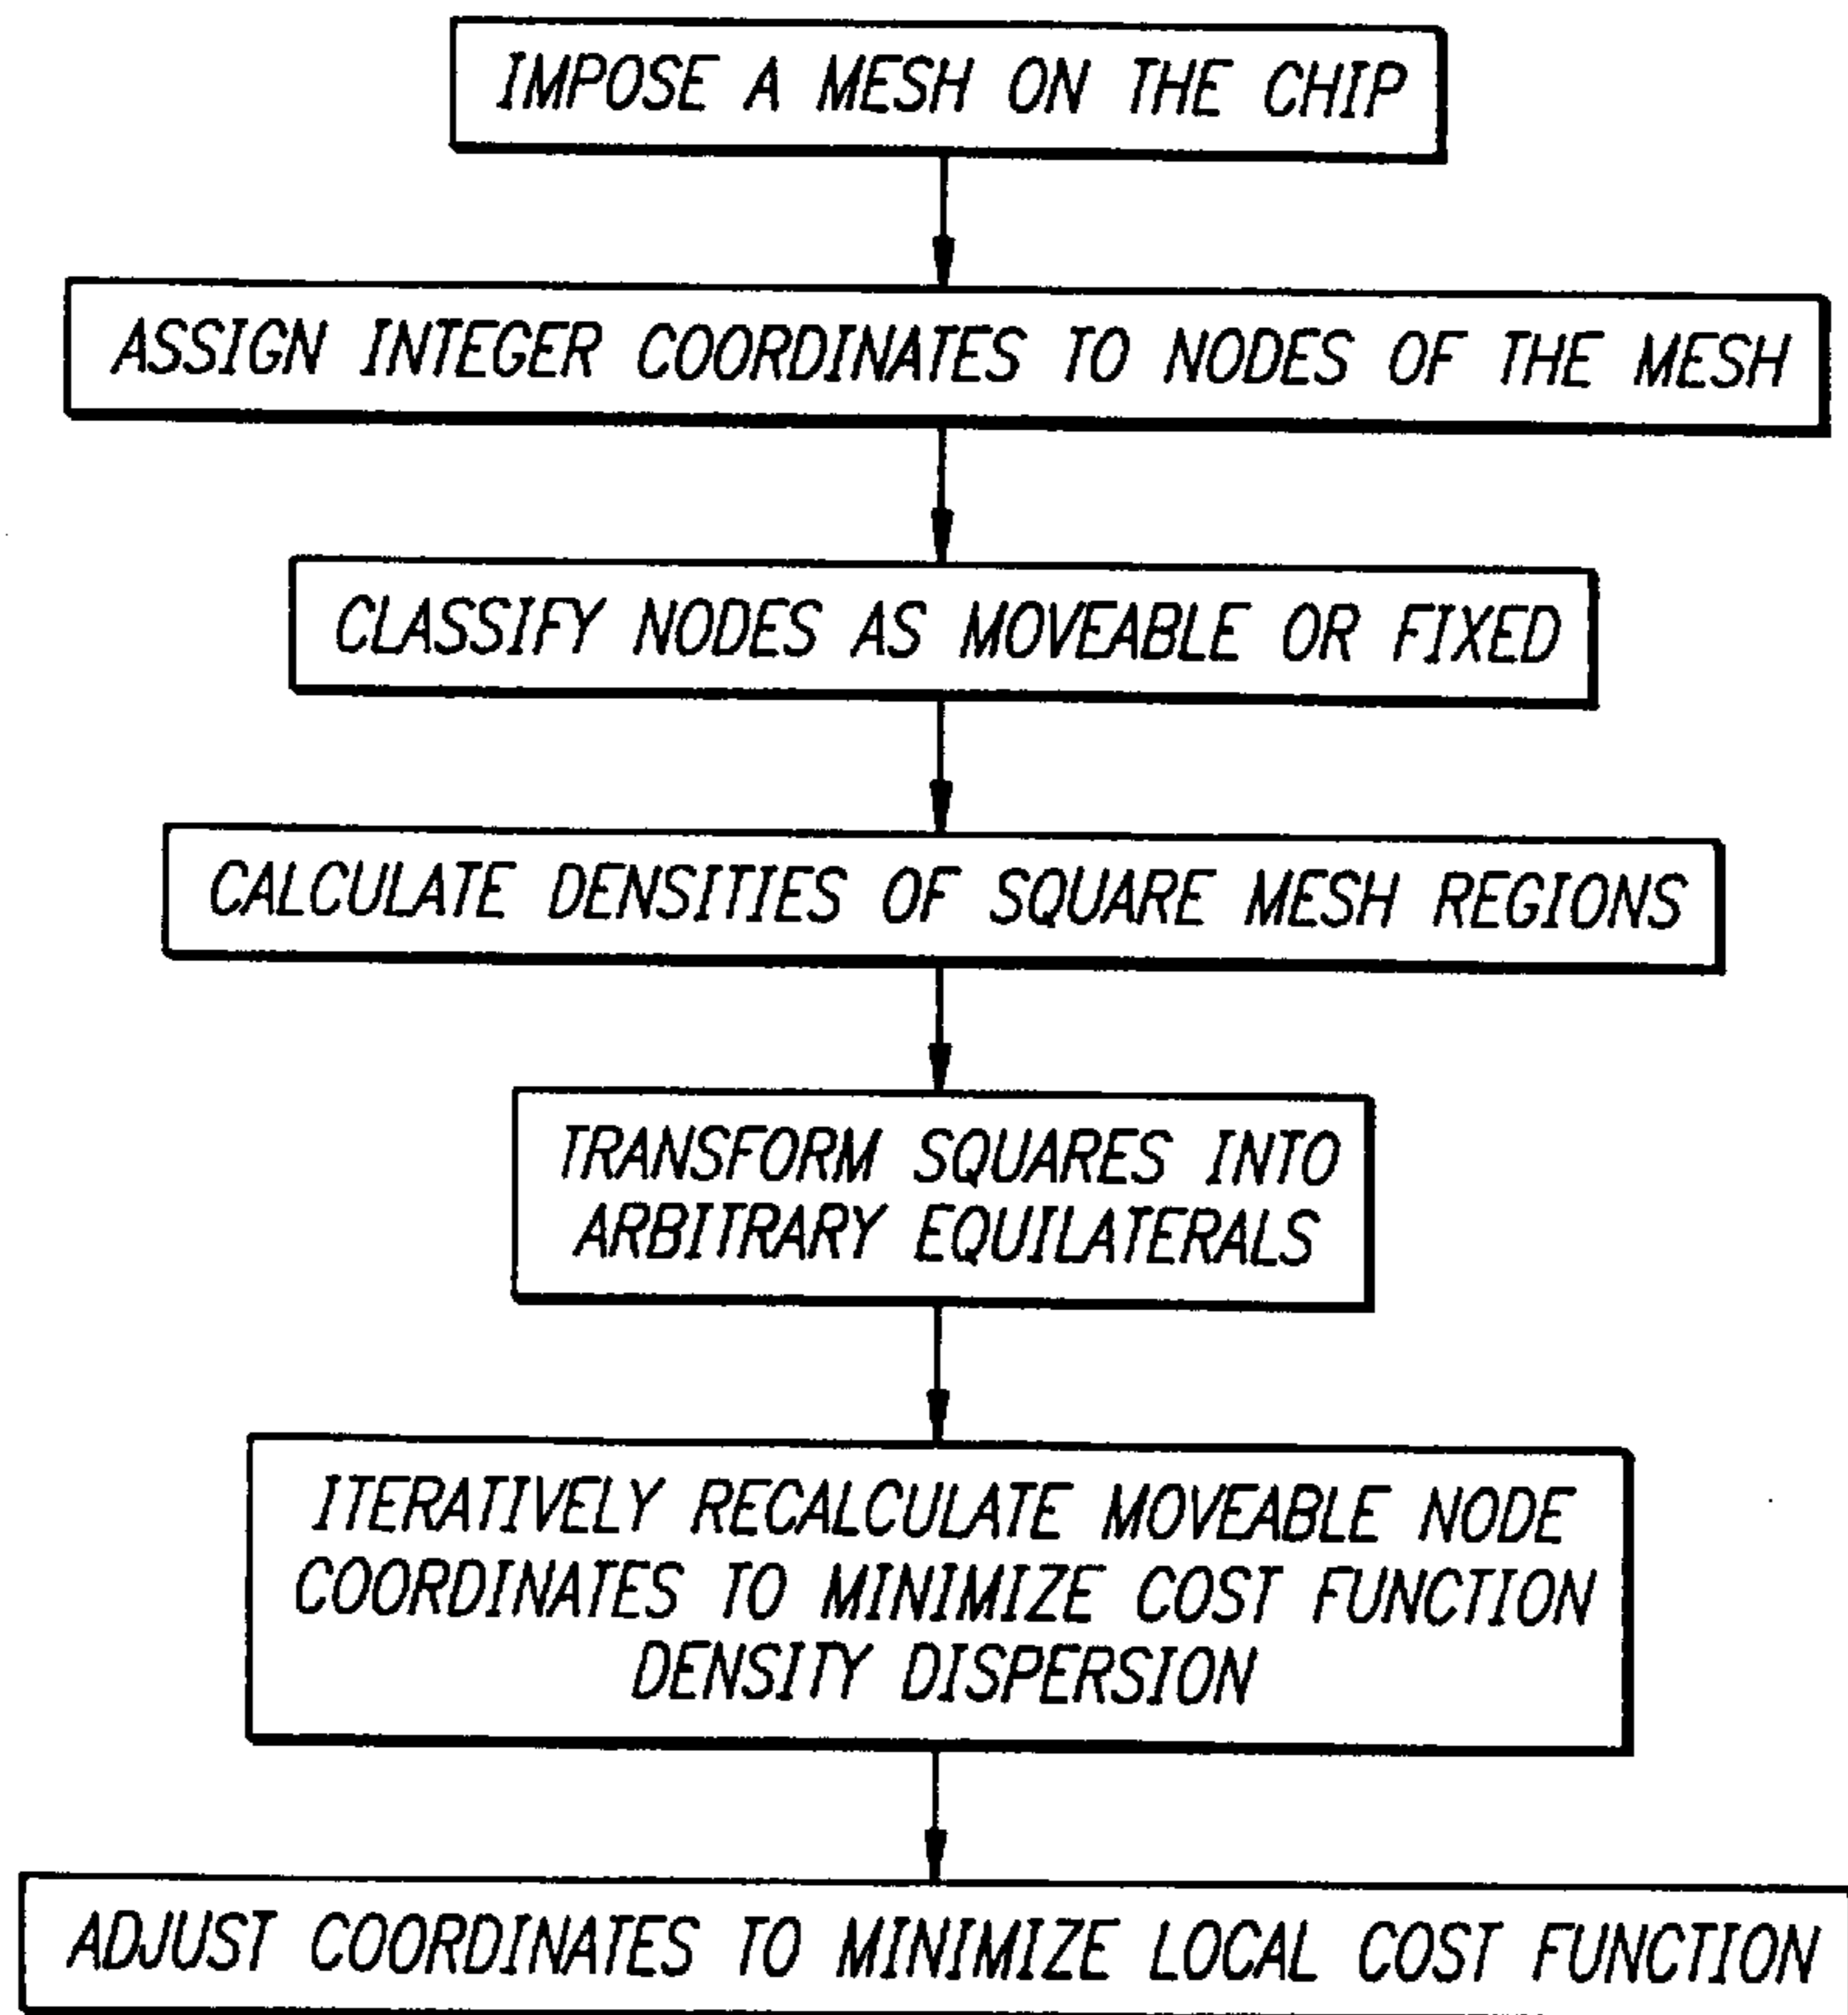 IMPOSE A MESH ON THE CHIP
ASSIGN INTEGER COORDINATES TO NODES OF THE MESH
CLASSIFY NODES AS MOVEABLE OR FIXED
CALCULATE DENSITIES OF SQUARE MESH REGIONS
TRANSFORM SQUARES INTO
ARBITRARY EQUILATERALS
ITERATIVELY RECALCULATE MOVEABLE NODE
COORDINATES TO MINIMIZE COST FUNCTION
DENSITY DISPERSION
ADJUST COORDINATES TO MINIMIZE LOCAL COST FUNCTION